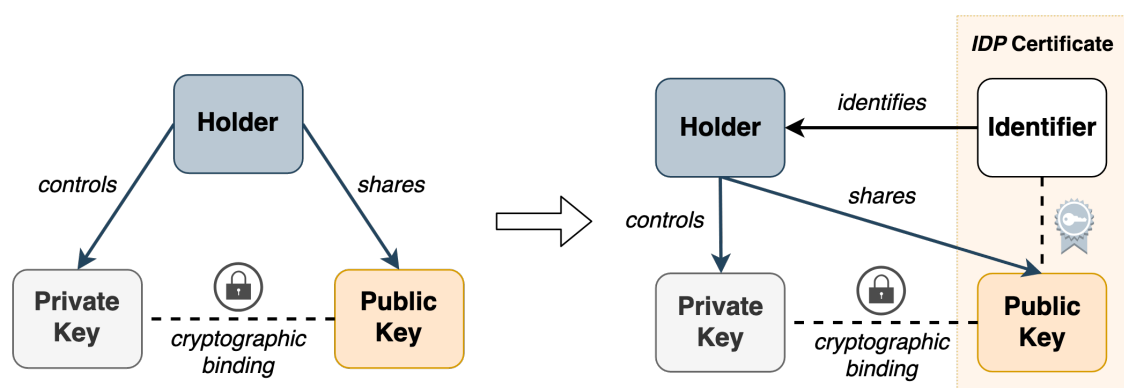 Holder
controls
shares
Private
Key
Public
Key
cryptographic
binding
IDP Certificate
Holder
identifies
Identifier
controls
shares
Private
Key
Public
Key
cryptographic
binding